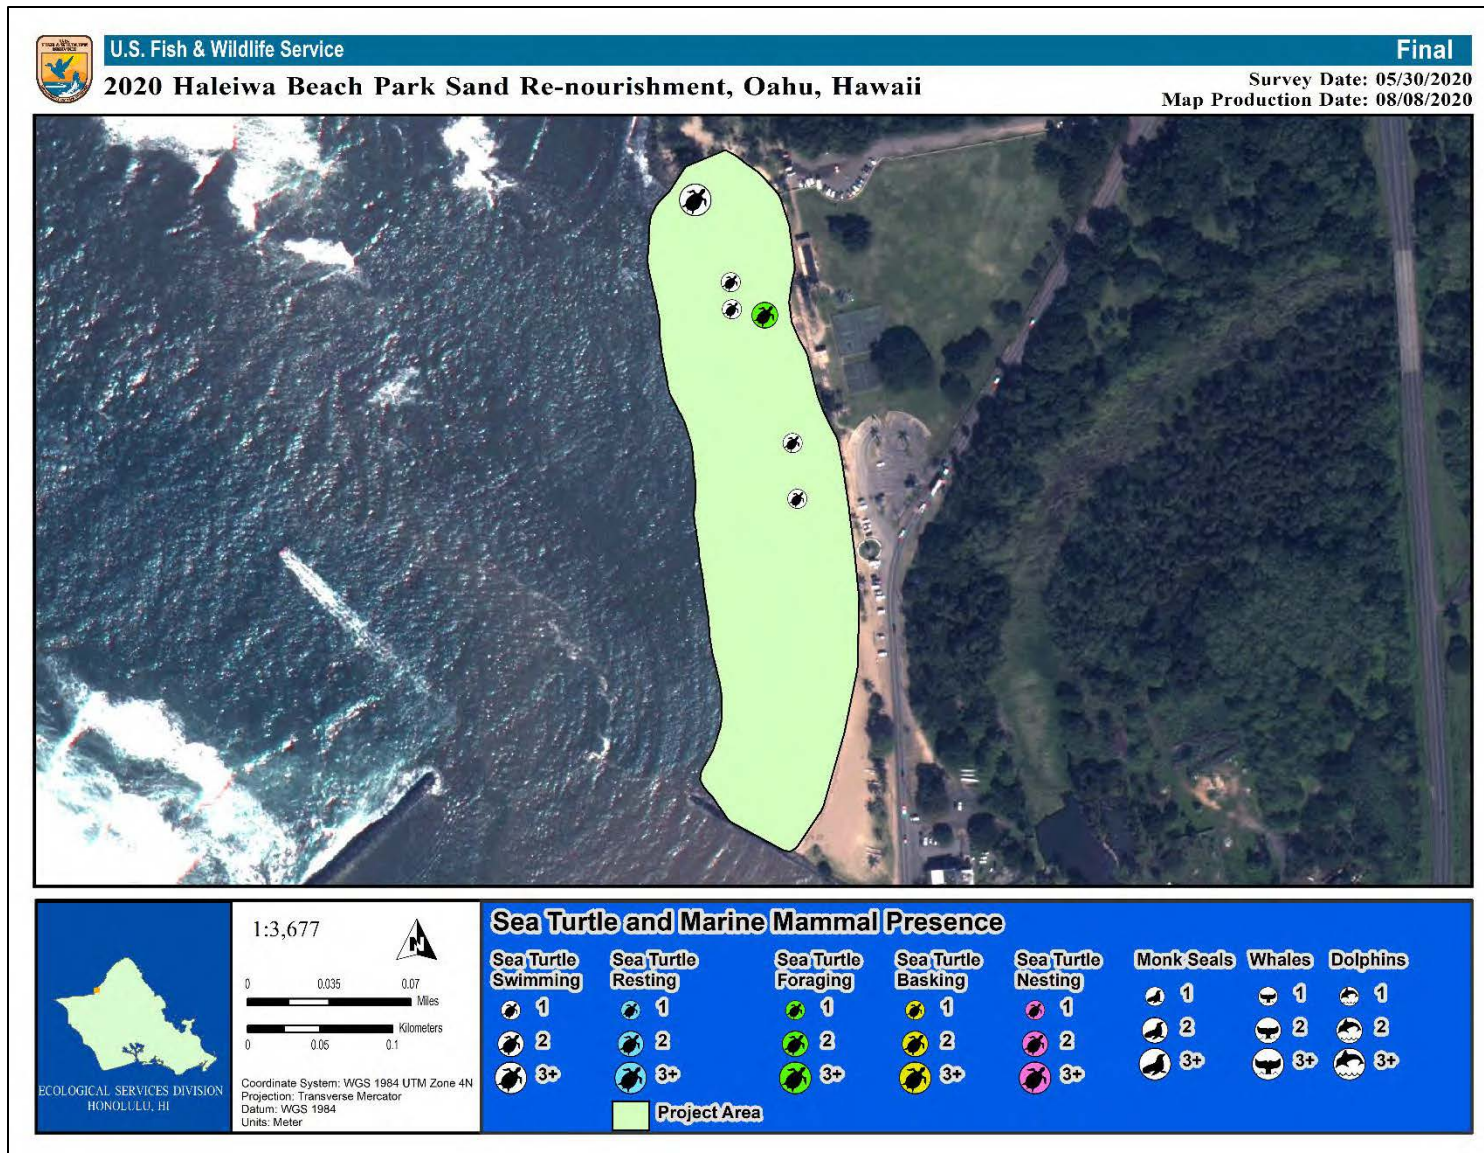 U.S. Fish & Wildlife Service
Final
2020 Haleiwa Beach Park Sand Re-nourishment, Oahu, Hawaii
Survey Date: 05/30/2020
Map Production Date: 08/08/2020
ECOLOGICAL SERVICES DIVISION
HONOLULU, HI
1:3,677
N
0 0.035 0.07
Miles
Kilometers
0 0.05 0.1
Coordinate System: WGS 1984 UTM Zone 4N
Projection: Transverse Mercator
Datum: WGS 1984
Units: Meter
Sea Turtle and Marine Mammal Presence
Sea Turtle Swimming
1
2
3+
Sea Turtle Resting
1
2
3+
Sea Turtle Foraging
1
2
3+
Sea Turtle Basking
1
2
3+
Sea Turtle Nesting
1
2
3+
Monk Seals
1
2
3+
Whales
1
2
3+
Dolphins
1
2
3+
Project Area